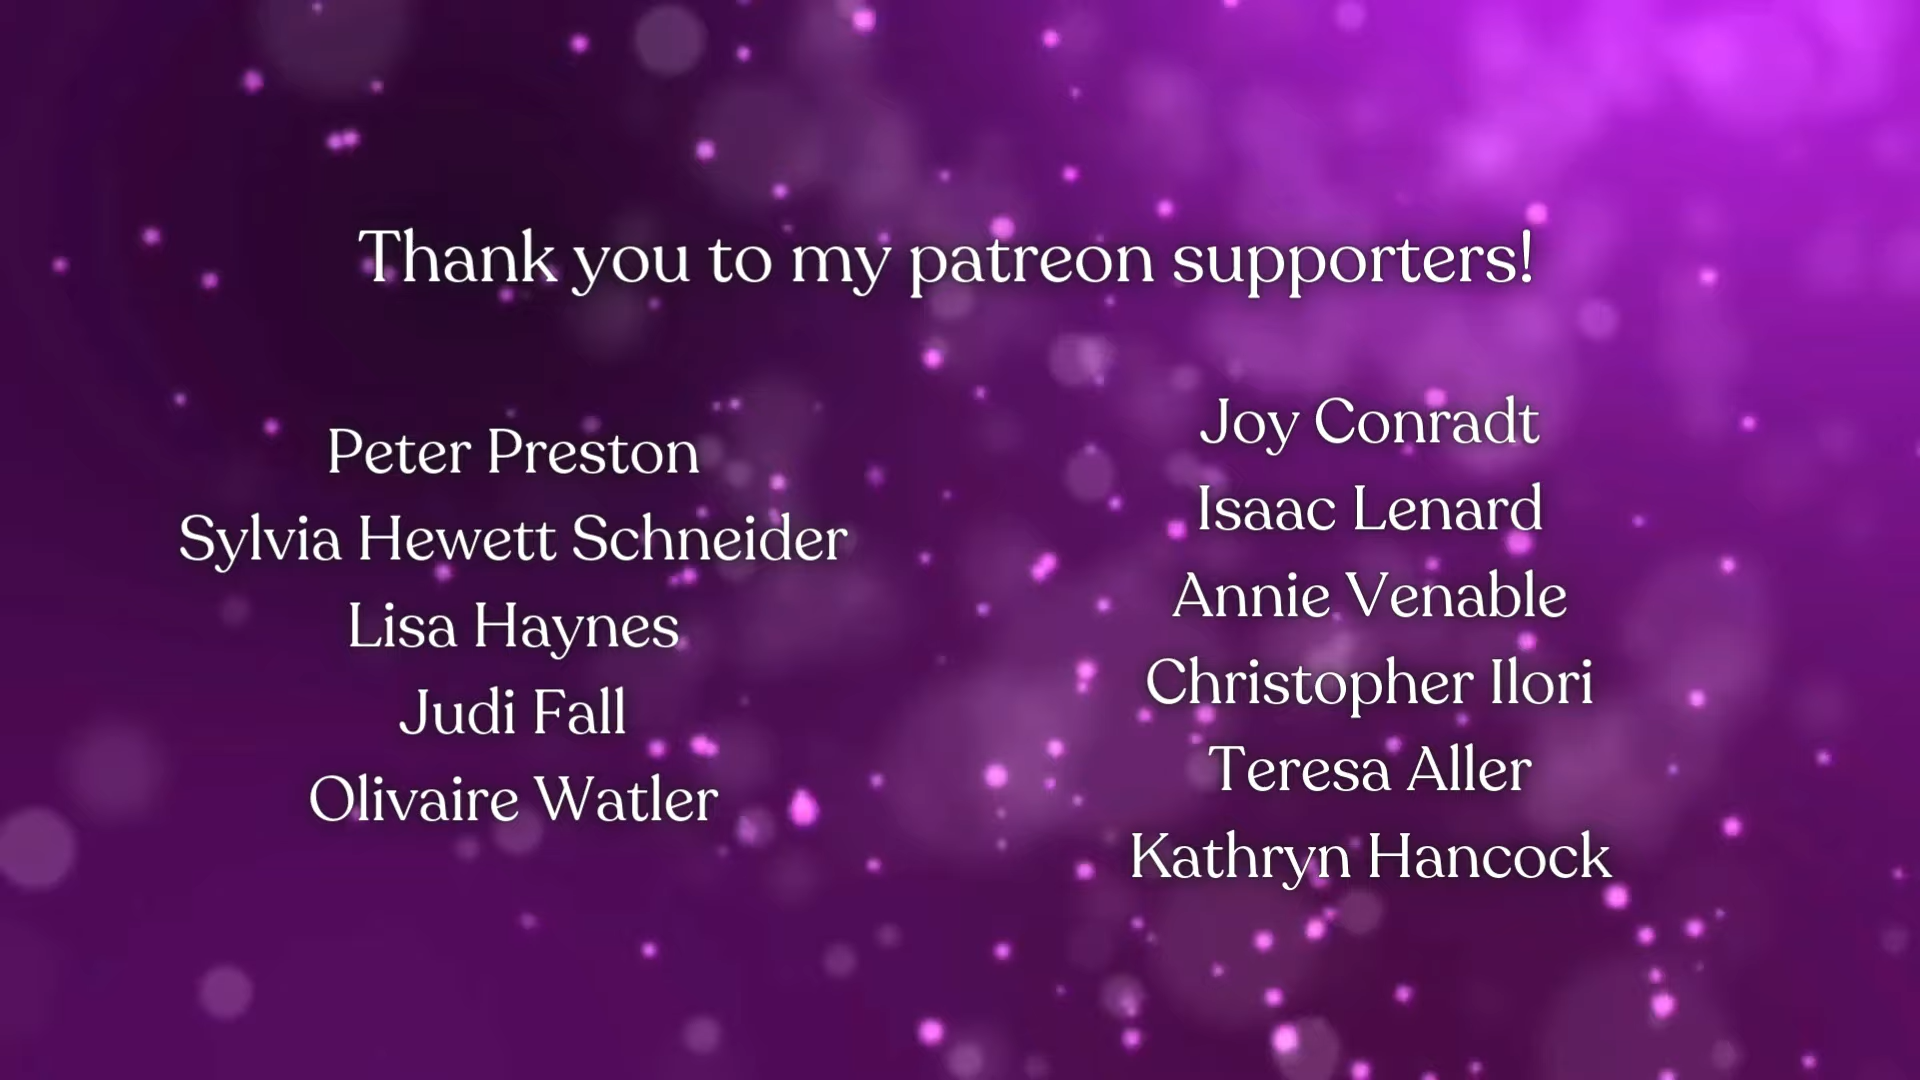 Thank you to my patreon supporters!
Peter Preston
Sylvia Hewett Schneider
Lisa Haynes
Judi Fall
Olivaire Watler
Joy Conradt
Isaac Lenard
Annie Venable
Christopher Ilori
Teresa Aller
Kathryn Hancock